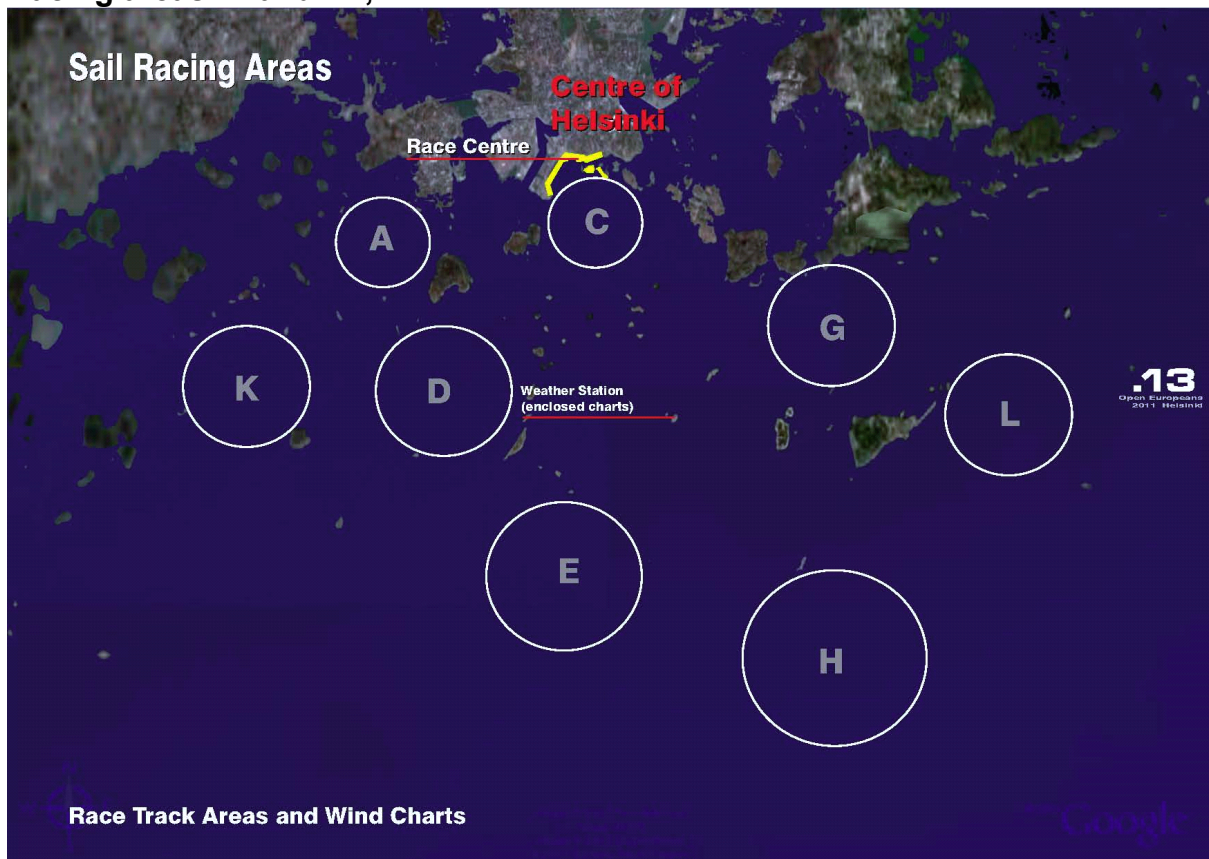 Sail Racing Areas
Centre of
Helsinki
Race Centre
A
C
G
K
D
Weather Station
(enclosed charts)
L
.13
Open Europeans
2011 Helsinki
E
H
Race Track Areas and Wind Charts
Google